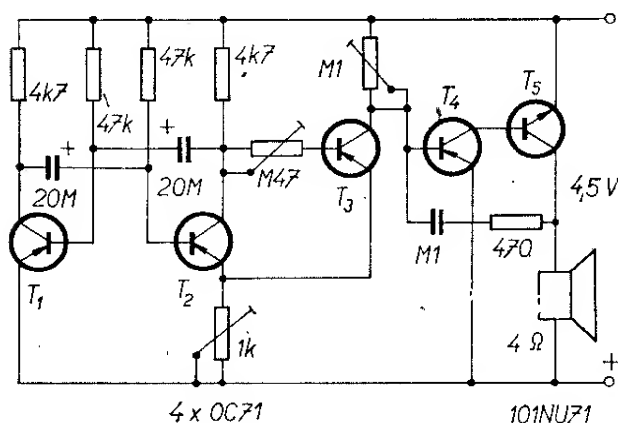 4k7
47k
47k
4k7
M1
T4
T5
+
20M
+
20M
M47
T3
4,5 V
M1
470
T1
T2
1k
4 Ω
+
4 x OC71
101NU71